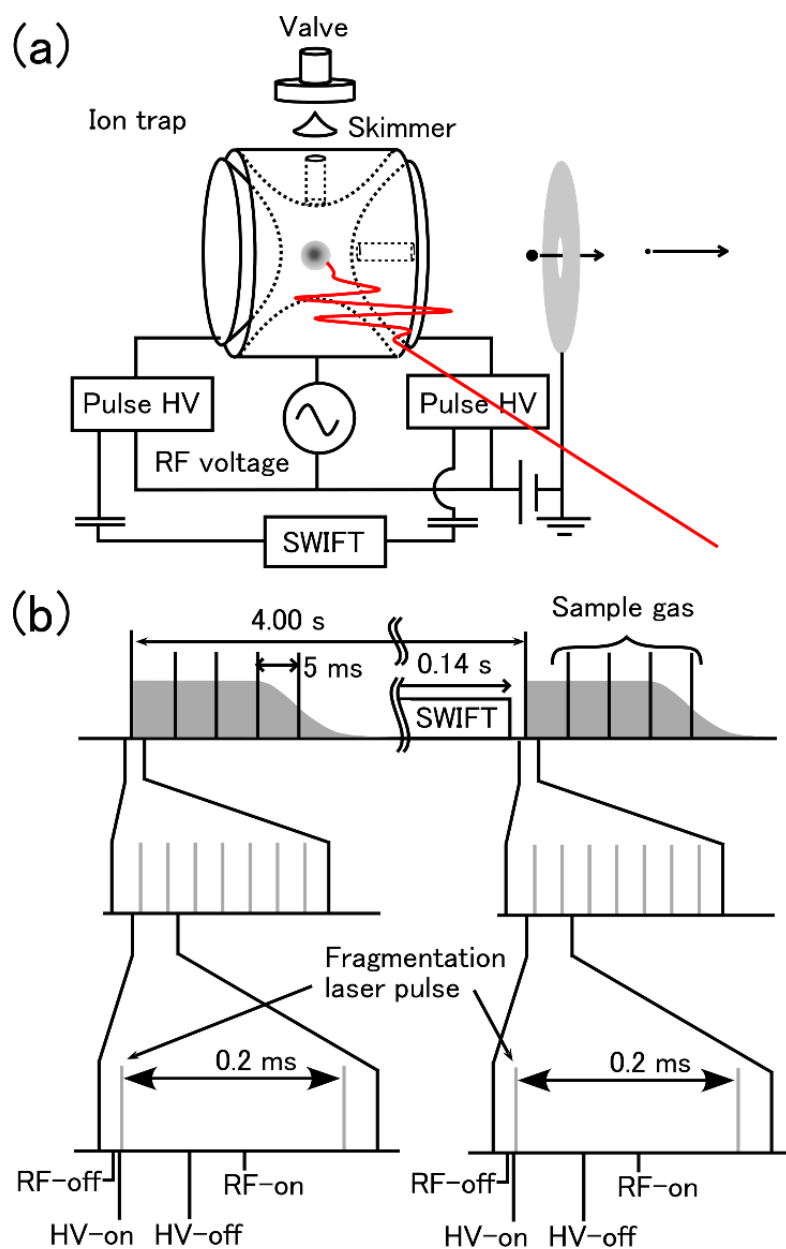 (a)
Valve
Ion trap
Skimmer
Pulse HV
Pulse HV
RF voltage
SWIFT
(b)
4.00 s
Sample gas
5 ms
0.14 s
SWIFT
Fragmentation
laser pulse
0.2 ms
0.2 ms
RF-off
RF-on
RF-off
RF-on
HV-on
HV-off
HV-on
HV-off